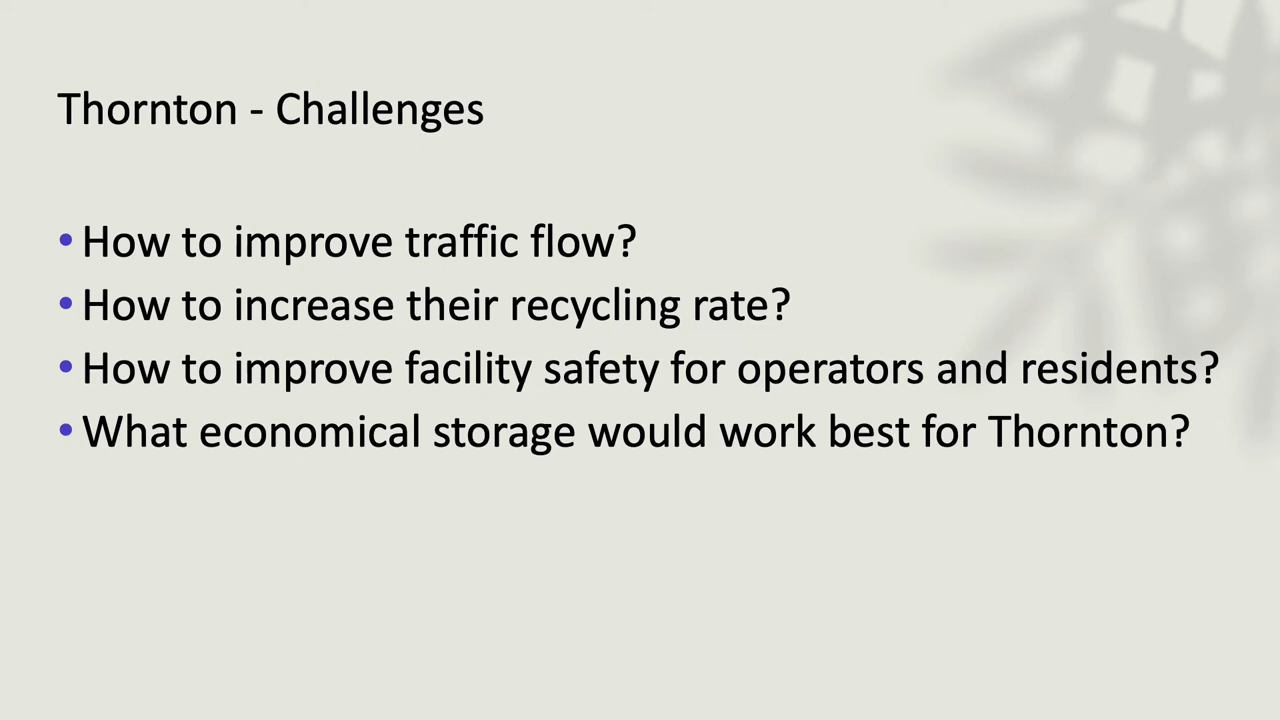 Thornton - Challenges
• How to improve traffic flow?
• How to increase their recycling rate?
• How to improve facility safety for operators and residents?
• What economical storage would work best for Thornton?